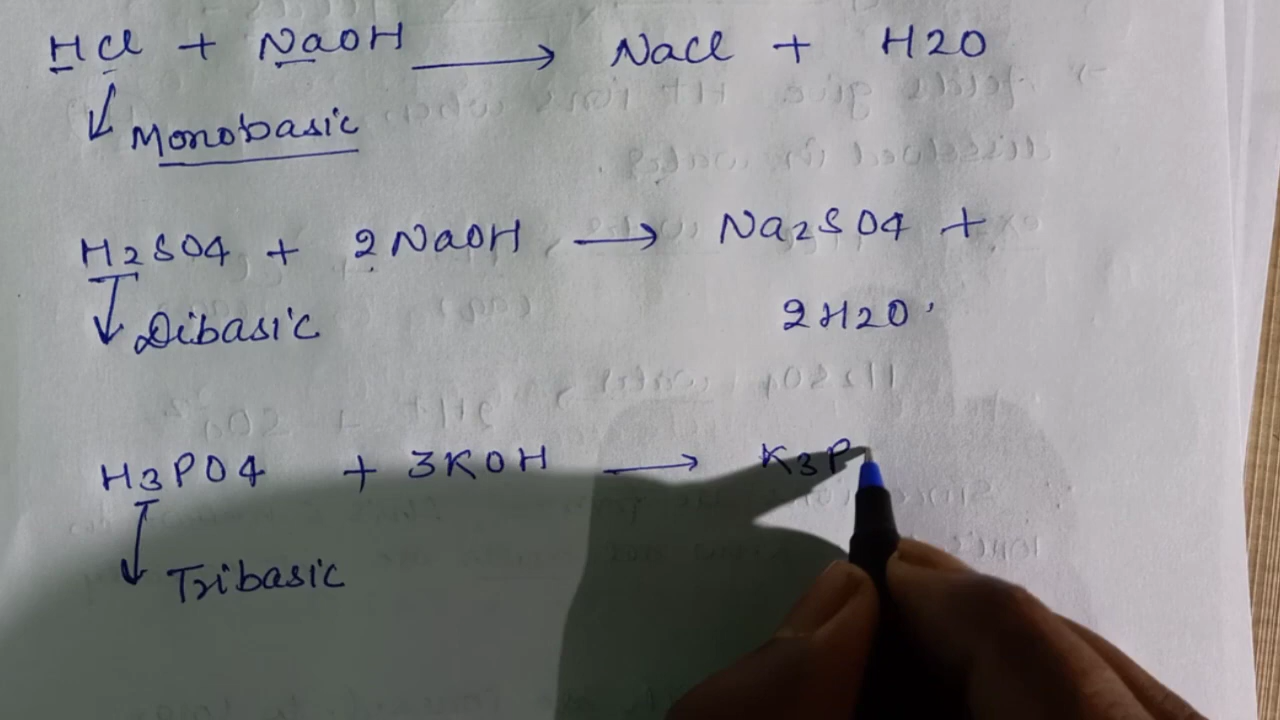 HCl + NaOH → NaCl + H2O
Monobasic
H2SO4 + 2NaOH → Na2SO4 +
2H2O.
Dibasic
H3PO4 + 3KOH → K3P
Tribasic